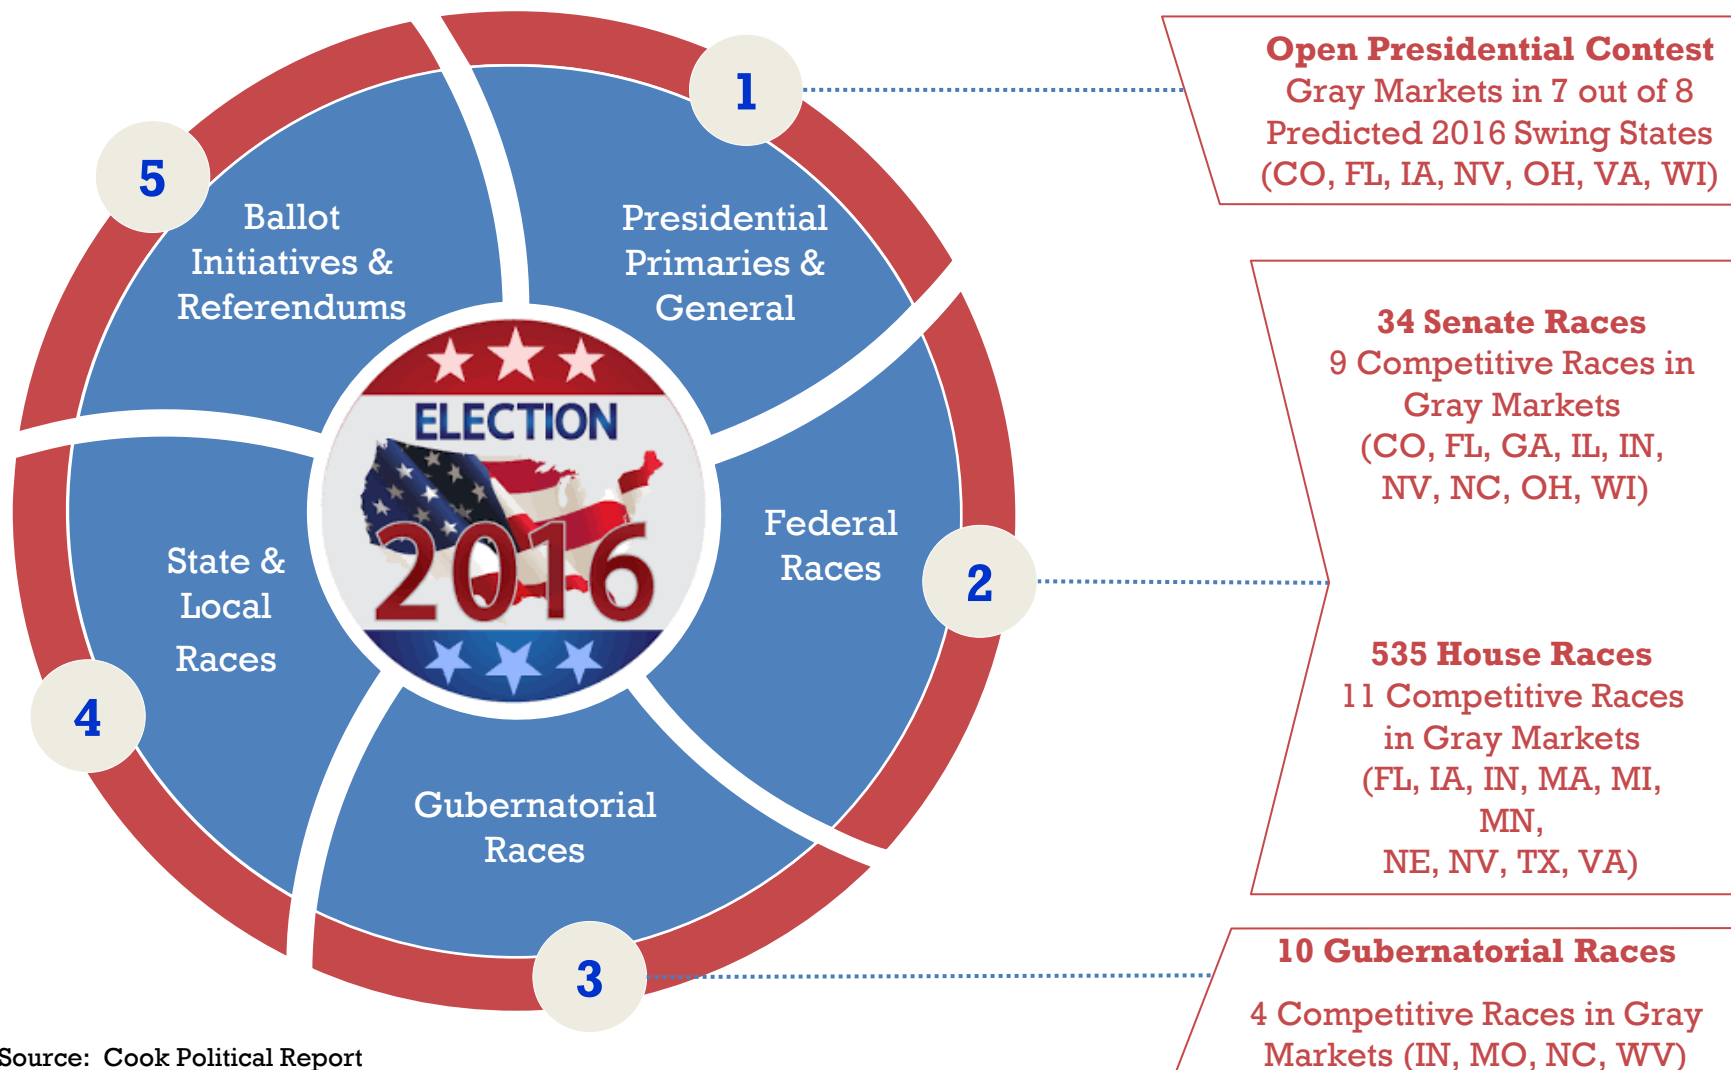 1
Presidential
Primaries &
General
Open Presidential Contest
Gray Markets in 7 out of 8
Predicted 2016 Swing States
(CO, FL, IA, NV, OH, VA, WI)
2
Federal
Races
34 Senate Races
9 Competitive Races in
Gray Markets
(CO, FL, GA, IL, IN,
NV, NC, OH, WI)
535 House Races
11 Competitive Races
in Gray Markets
(FL, IA, IN, MA, MI,
MN,
NE, NV, TX, VA)
3
Gubernatorial
Races
10 Gubernatorial Races
4 Competitive Races in Gray
Markets (IN, MO, NC, WV)
4
State &
Local
Races
5
Ballot
Initiatives &
Referendums
ELECTION
2016
Source: Cook Political Report